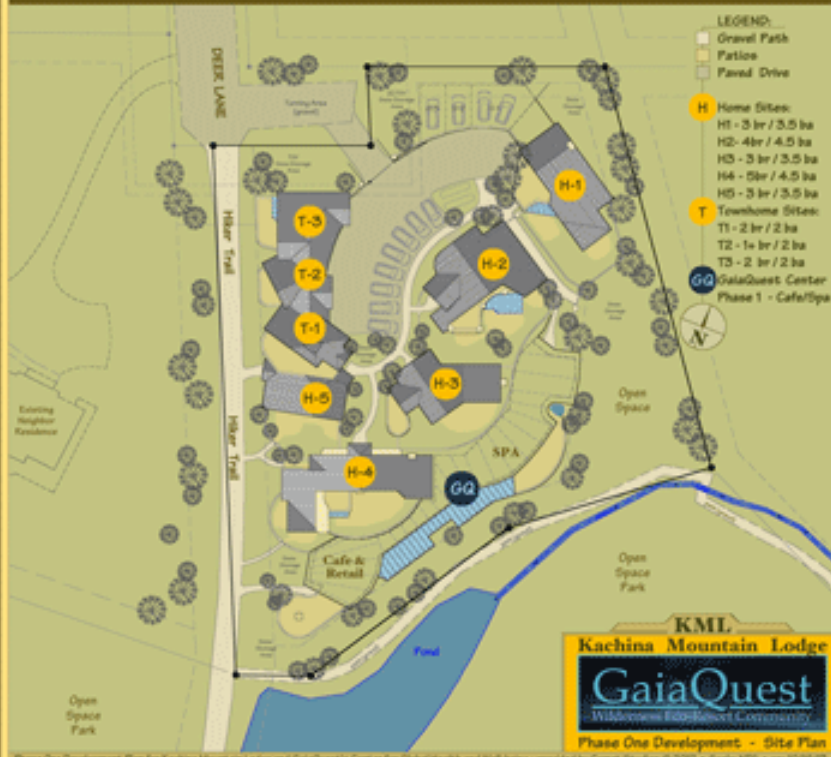 LEGEND:
Gravel Path
Patios
Paved Drive
H Home Sites:
H1 - 3 br / 3.5 ba
H2- 4br / 4.5 ba
H3 - 3 br / 3.5 ba
H4 - 5br / 4.5 ba
H5 - 3 br / 3.5 ba
T Townhome Sites:
T1 - 2 br / 2 ba
T2 - 1+ br / 2 ba
T3 - 2 br / 2 ba
GQ GaiaQuest Center
Phase 1 - Cafe/Spa
N
DEER LANE
H-1
T-3
Hiker Trail
H-2
T-2
T-1
H-3
H-5
Open
Space
Existing
Neighbor
Residence
Hiker Trail
SPA
H-4
GQ
Cafe &
Retail
Open
Space
Park
Pond
Open
Space
Park
KML
Kachina Mountain Lodge
GaiaQuest
Wilderness Eco-Resort Community
Phase One Development - Site Plan